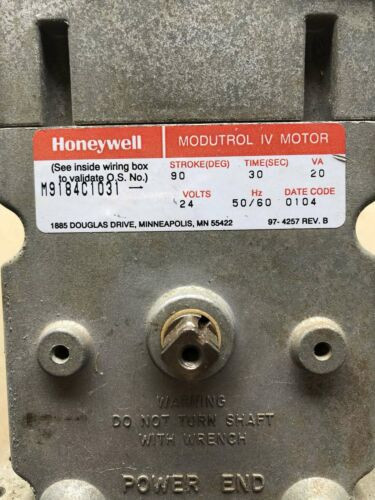 Honeywell MODUTROL IV MOTOR
(See inside wiring box to validate O.S. No.) STROKE(DEG) TIME(SEC) VA
M9184C1031 → 90 30 20
VOLTS Hz DATE CODE
24 50/60 0104
1885 DOUGLAS DRIVE, MINNEAPOLIS, MN 55422 97-4257 REV. B
WARNING
DO NOT TURN SHAFT
WITH WRENCH
POWER END